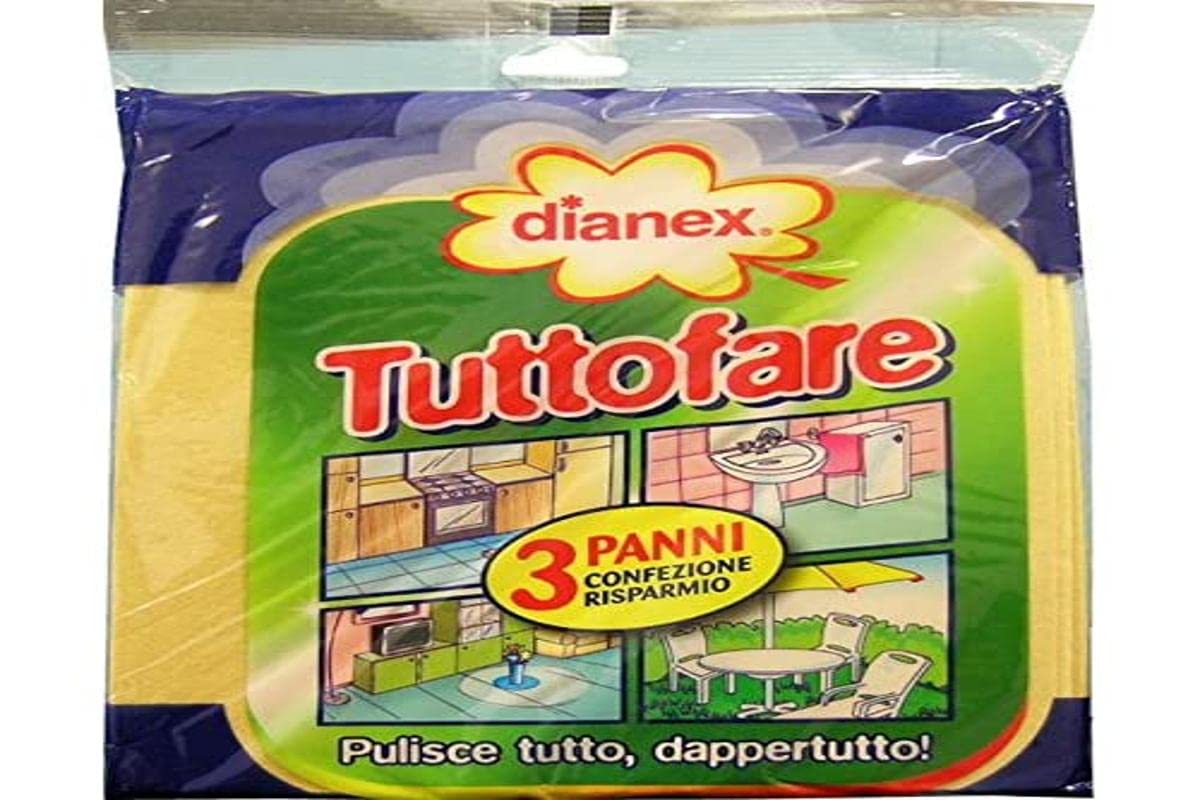 dianex®
Tuttofare
3 PANNI
CONFEZIONE
RISPARMIO
Pulisce tutto, dappertutto!